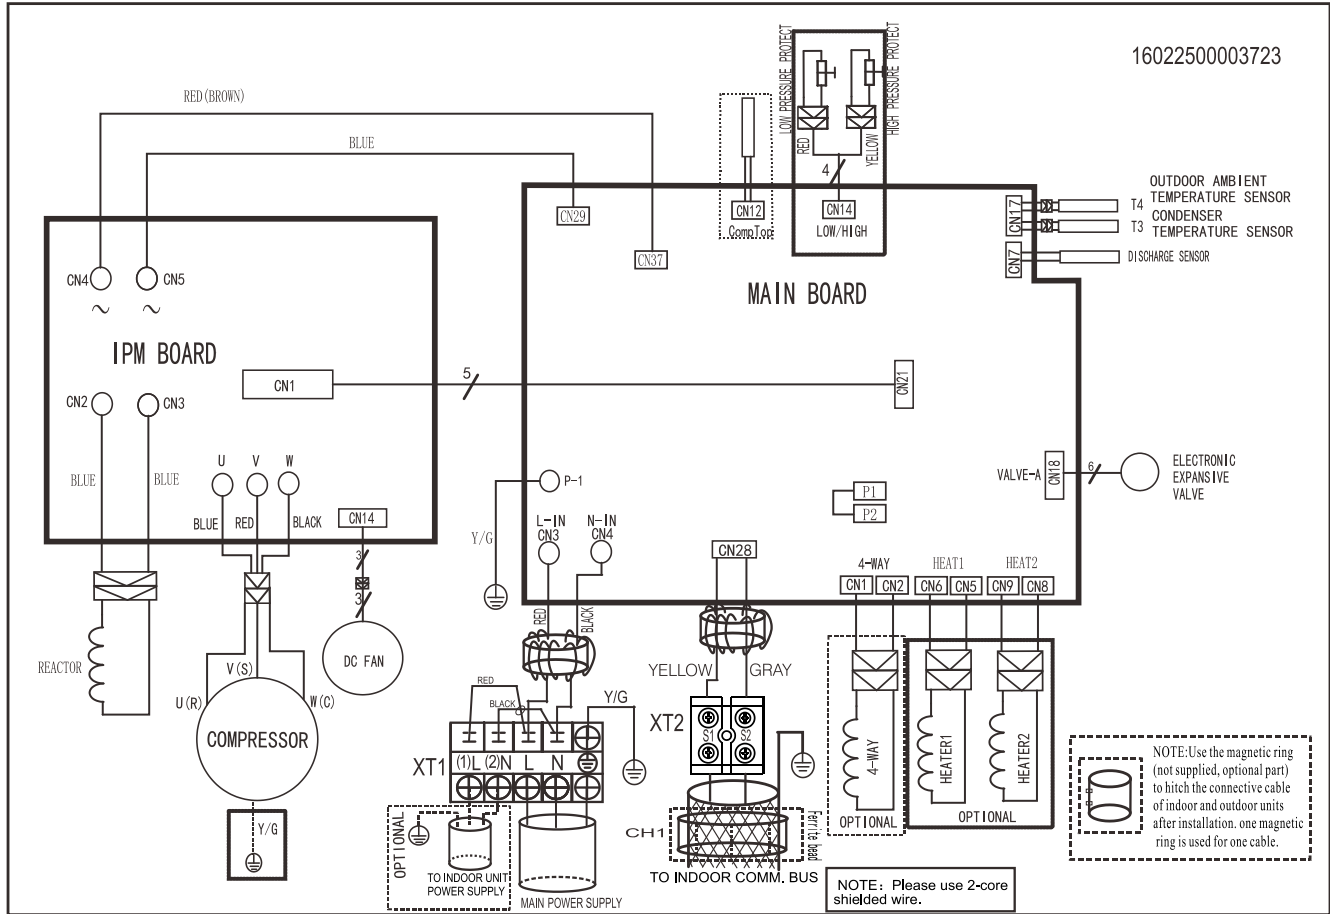 16022500003723
LOW PRESSURE PROTECT
HIGH PRESSURE PROTECT
RED
YELLOW
4
RED(BROWN)
BLUE
CN29
CN37
CN12
CompTop
CN14
LOW/HIGH
CN17
CN7
T4
OUTDOOR AMBIENT
TEMPERATURE SENSOR
T3
CONDENSER
TEMPERATURE SENSOR
DISCHARGE SENSOR
MAIN BOARD
CN4
CN5
～
～
IPM BOARD
CN1
5
CN21
CN2
CN3
BLUE
BLUE
U
V
W
BLUE
RED
BLACK
CN14
3
3
REACTOR
U(R)
V(S)
W(C)
COMPRESSOR
DC FAN
Y/G
P-1
Y/G
L-IN
CN3
N-IN
CN4
RED
BLACK
CN28
P1
P2
VALVE-A
CN18
6
ELECTRONIC
EXPANSIVE
VALVE
4-WAY
HEAT1
HEAT2
CN1
CN2
CN6
CN5
CN9
CN8
YELLOW
GRAY
RED
BLACK
Y/G
XT1
(1)L
(2)N
L
N
XT2
S1
S2
4-WAY
HEATER1
HEATER2
OPTIONAL
OPTIONAL
OPTIONAL
TO INDOOR UNIT
POWER SUPPLY
MAIN POWER SUPPLY
CH1
Ferrite bead
TO INDOOR COMM. BUS
NOTE: Please use 2-core
shielded wire.
NOTE:Use the magnetic ring
(not supplied, optional part)
to hitch the connective cable
of indoor and outdoor units
after installation. one magnetic
ring is used for one cable.